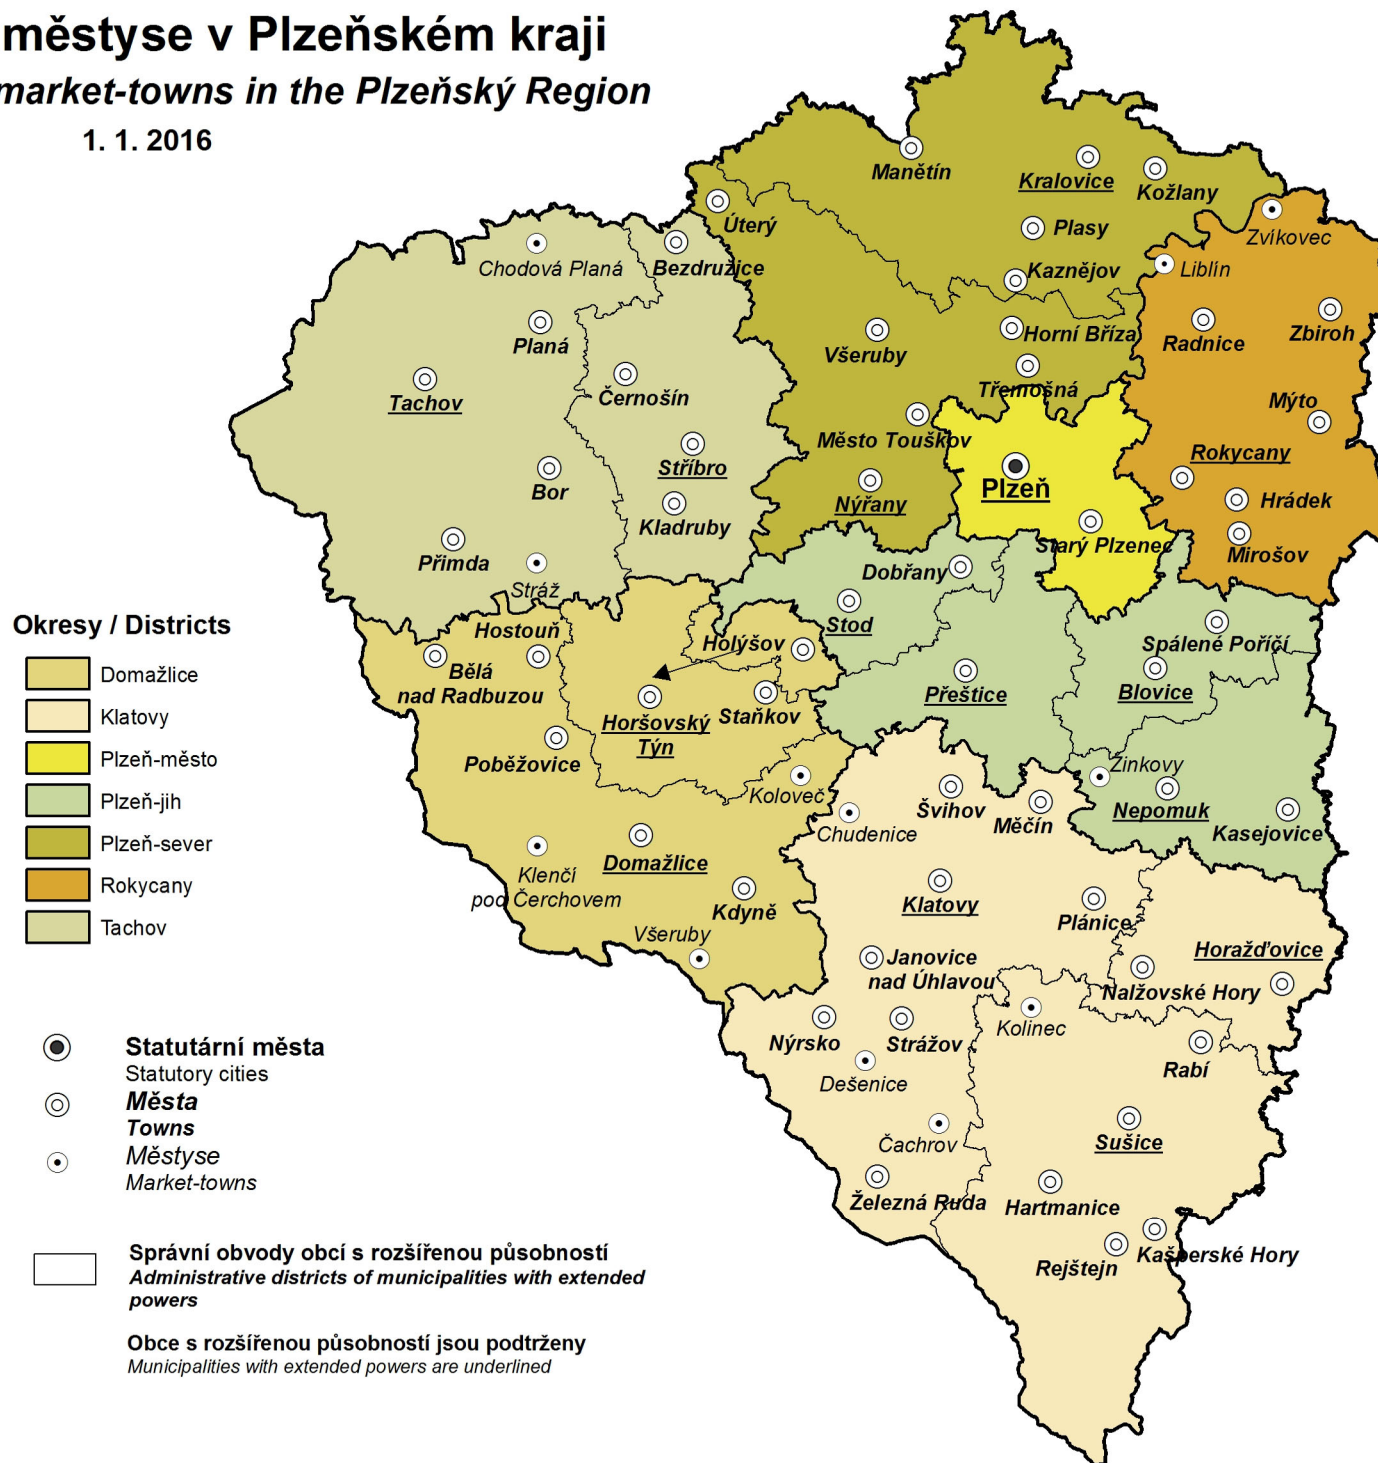 městyse v Plzeňském kraji
market-towns in the Plzeňský Region
1. 1. 2016
Manětín
Kralovice
Kožlany
Úterý
Plasy
Zvíkovec
Chodová Planá
Bezdružice
Kaznějov
Liblín
Planá
Všeruby
Horní Bříza
Radnice
Zbiroh
Tachov
Černošín
Třemošná
Mýto
Město Touškov
Stříbro
Rokycany
Bor
Nýřany
Plzeň
Hrádek
Kladruby
Starý Plzenec
Mirošov
Přimda
Dobřany
Stráž
Stod
Hostouň
Holýšov
Spálené Poříčí
Bělá
nad Radbuzou
Přeštice
Blovice
Horšovský
Týn
Staňkov
Poběžovice
Žinkovy
Koloveč
Švihov
Měčín
Nepomuk
Kasejovice
Chudenice
Domažlice
Klenčí
pod Čerchovem
Kdyně
Klatovy
Plánice
Všeruby
Horažďovice
Janovice
nad Úhlavou
Nalžovské Hory
Kolinec
Nýrsko
Strážov
Rabí
Dešenice
Čachrov
Sušice
Železná Ruda
Hartmanice
Rejštejn
Kašperské Hory
Okresy / Districts
Domažlice
Klatovy
Plzeň-město
Plzeň-jih
Plzeň-sever
Rokycany
Tachov
Statutární města
Statutory cities
Města
Towns
Městyse
Market-towns
Správní obvody obcí s rozšířenou působností
Administrative districts of municipalities with extended
powers
Obce s rozšířenou působností jsou podtrženy
Municipalities with extended powers are underlined